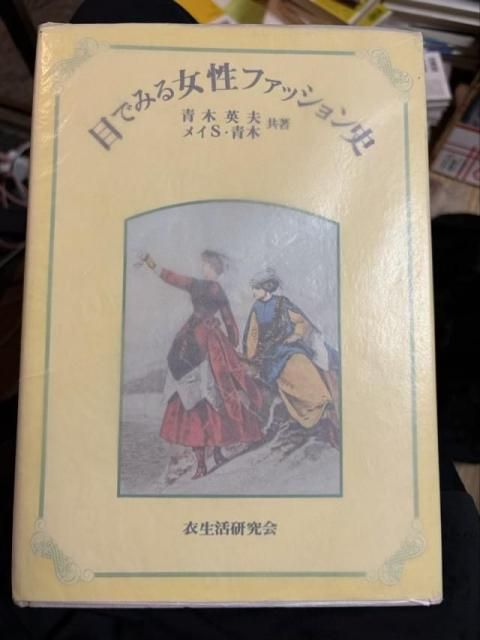 目でみる女性ファッション史
青木英夫
メイS・青木
共著
衣生活研究会